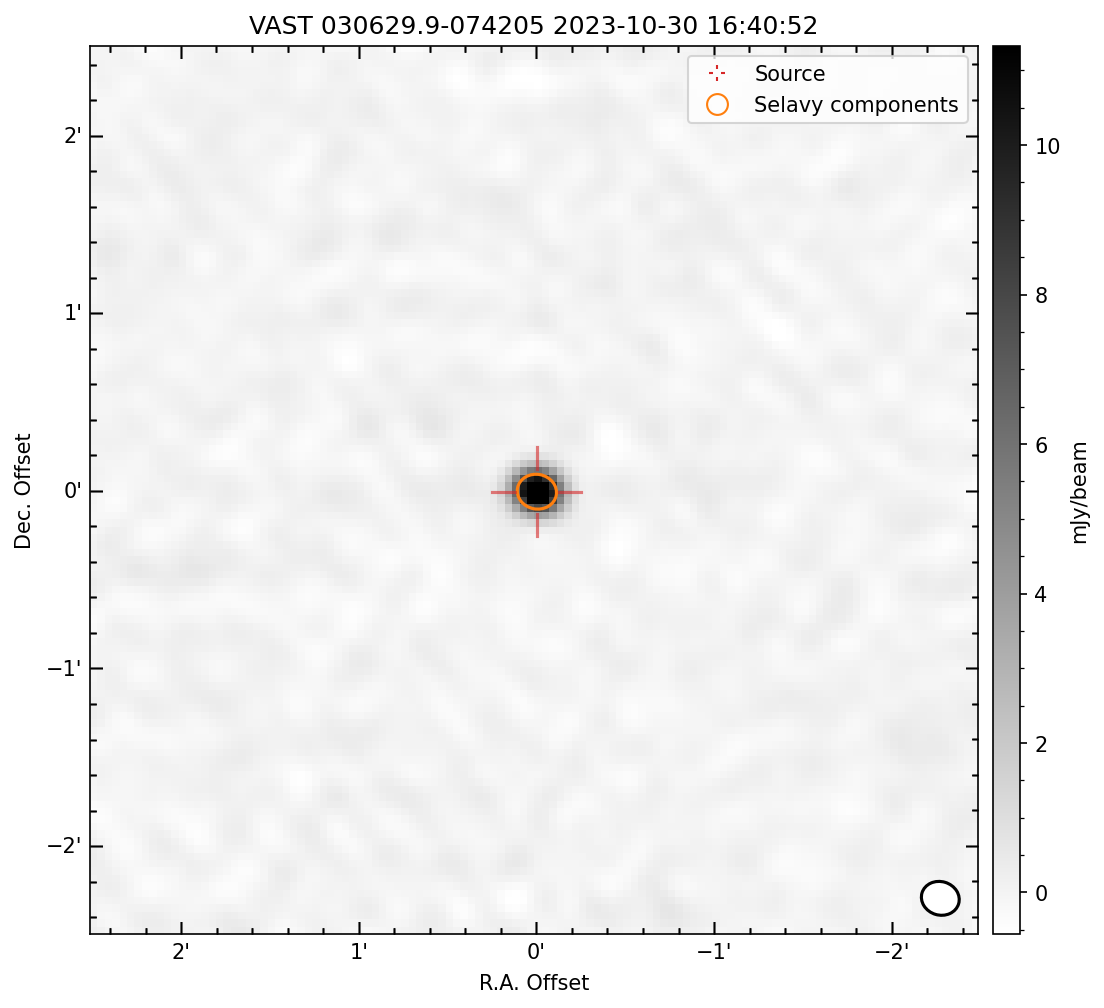 VAST 030629.9-074205 2023-10-30 16:40:52
Source
Selavy components
2'
1'
0'
−1'
−2'
Dec. Offset
2'
1'
0'
−1'
−2'
R.A. Offset
10
8
6
4
2
0
mJy/beam